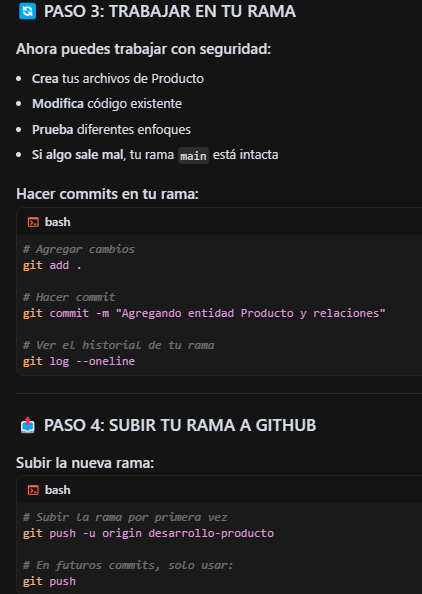 🔄 PASO 3: TRABAJAR EN TU RAMA
Ahora puedes trabajar con seguridad:
• Crea tus archivos de Producto
• Modifica código existente
• Prueba diferentes enfoques
• Si algo sale mal, tu rama main está intacta
Hacer commits en tu rama:
bash
# Agregar cambios
git add .
# Hacer commit
git commit -m "Agregando entidad Producto y relaciones"
# Ver el historial de tu rama
git log --oneline
📤 PASO 4: SUBIR TU RAMA A GITHUB
Subir la nueva rama:
bash
# Subir la rama por primera vez
git push -u origin desarrollo-producto
# En futuros commits, solo usar:
git push